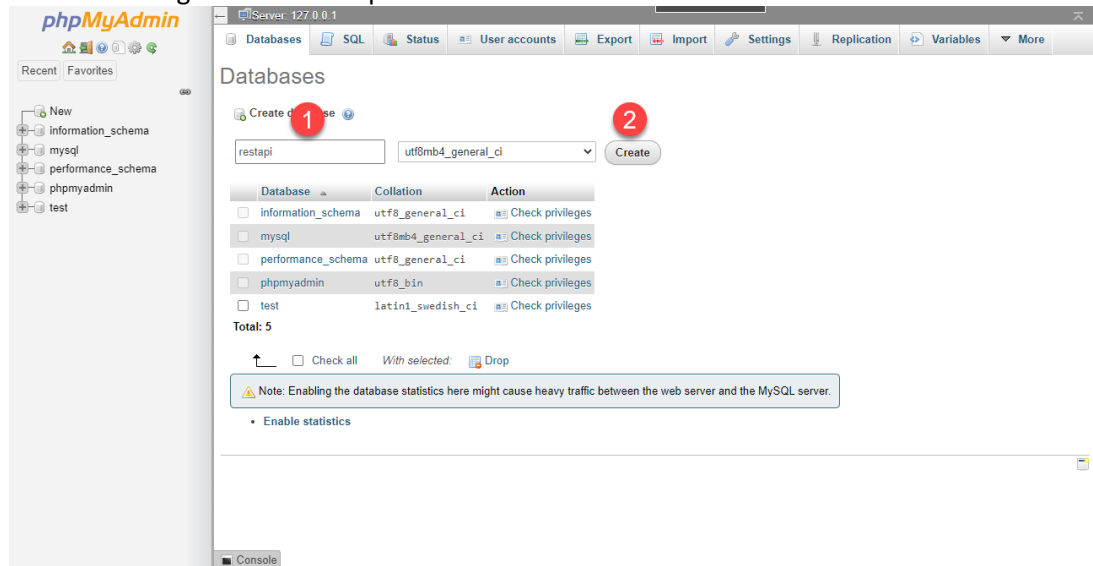 phpMyAdmin
Recent Favorites
New
information_schema
mysql
performance_schema
phpmyadmin
test
Server: 127.0.0.1
Databases SQL Status User accounts Export Import Settings Replication Variables More
Databases
Create database
1
2
restapi utf8mb4_general_ci Create
Database Collation Action
information_schema utf8_general_ci Check privileges
mysql utf8mb4_general_ci Check privileges
performance_schema utf8_general_ci Check privileges
phpmyadmin utf8_bin Check privileges
test latin1_swedish_ci Check privileges
Total: 5
Check all With selected: Drop
Note: Enabling the database statistics here might cause heavy traffic between the web server and the MySQL server.
• Enable statistics
Console